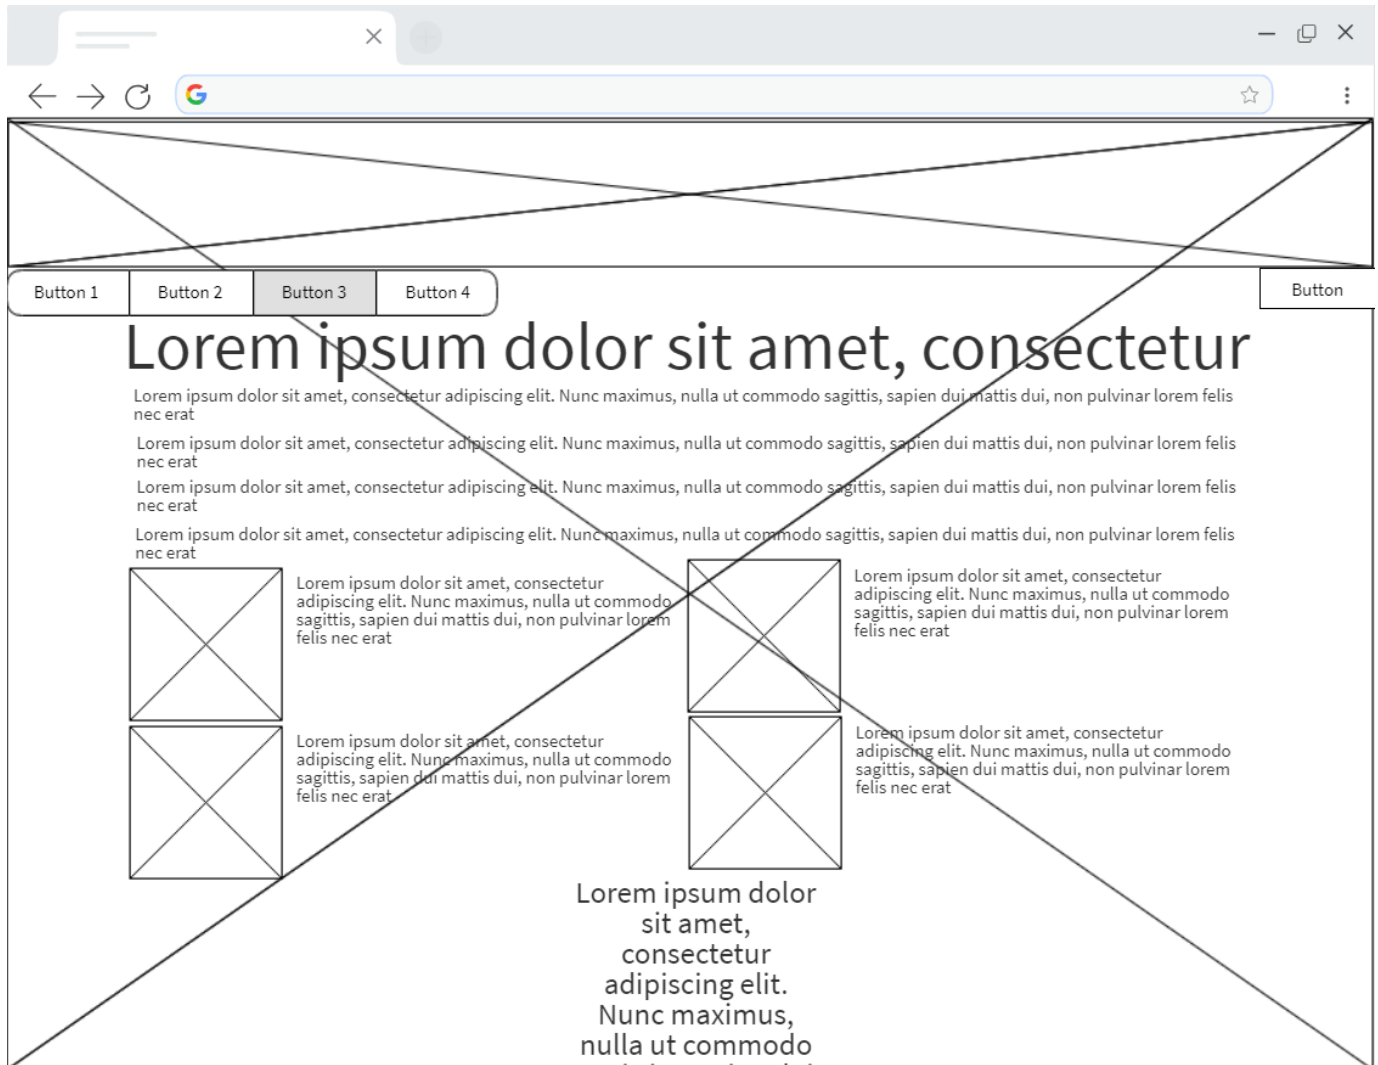 Button 1 Button 2 Button 3 Button 4 Button
Lorem ipsum dolor sit amet, consectetur
Lorem ipsum dolor sit amet, consectetur adipiscing elit. Nunc maximus, nulla ut commodo sagittis, sapien dui mattis dui, non pulvinar lorem felis
nec erat
Lorem ipsum dolor sit amet, consectetur adipiscing elit. Nunc maximus, nulla ut commodo sagittis, sapien dui mattis dui, non pulvinar lorem felis
nec erat
Lorem ipsum dolor sit amet, consectetur adipiscing elit. Nunc maximus, nulla ut commodo sagittis, sapien dui mattis dui, non pulvinar lorem felis
nec erat
Lorem ipsum dolor sit amet, consectetur adipiscing elit. Nunc maximus, nulla ut commodo sagittis, sapien dui mattis dui, non pulvinar lorem felis
nec erat
Lorem ipsum dolor sit amet, consectetur
adipiscing elit. Nunc maximus, nulla ut commodo
sagittis, sapien dui mattis dui, non pulvinar lorem
felis nec erat
Lorem ipsum dolor sit amet, consectetur
adipiscing elit. Nunc maximus, nulla ut commodo
sagittis, sapien dui mattis dui, non pulvinar lorem
felis nec erat
Lorem ipsum dolor sit amet, consectetur
adipiscing elit. Nunc maximus, nulla ut commodo
sagittis, sapien dui mattis dui, non pulvinar lorem
felis nec erat
Lorem ipsum dolor sit amet, consectetur
adipiscing elit. Nunc maximus, nulla ut commodo
sagittis, sapien dui mattis dui, non pulvinar lorem
felis nec erat
Lorem ipsum dolor
sit amet,
consectetur
adipiscing elit.
Nunc maximus,
nulla ut commodo